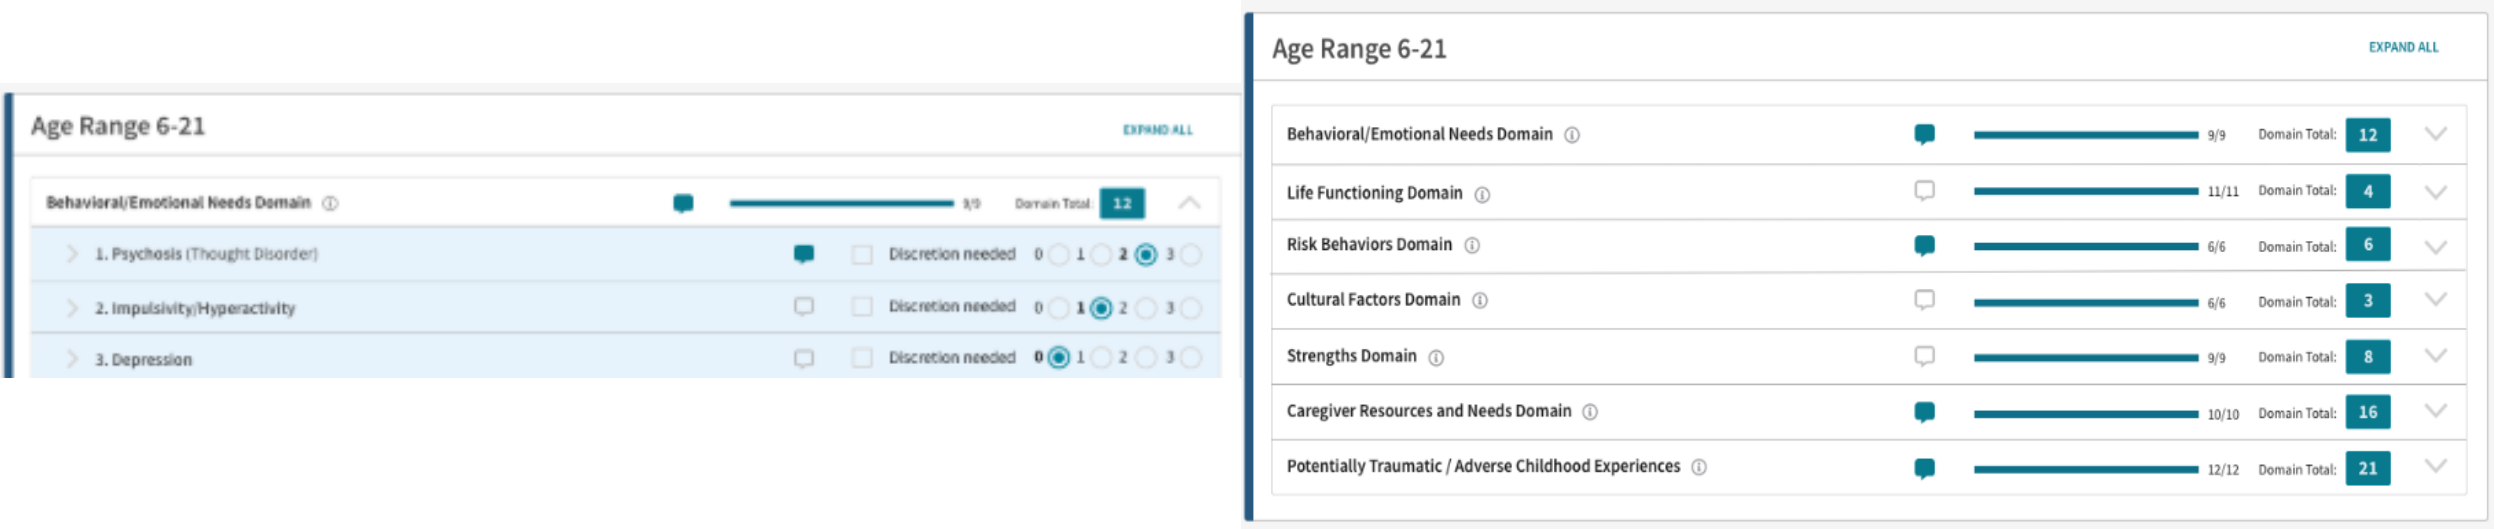 Age Range 6-21
EXPAND ALL
Behavioral/Emotional Needs Domain 9/9 Domain Total: 12
1. Psychosis (Thought Disorder) Discretion needed 0 1 2 3
2. Impulsivity/Hyperactivity Discretion needed 0 1 2 3
3. Depression Discretion needed 0 1 2 3
Age Range 6-21
EXPAND ALL
Behavioral/Emotional Needs Domain 9/9 Domain Total: 12
Life Functioning Domain 11/11 Domain Total: 4
Risk Behaviors Domain 6/6 Domain Total: 6
Cultural Factors Domain 6/6 Domain Total: 3
Strengths Domain 9/9 Domain Total: 8
Caregiver Resources and Needs Domain 10/10 Domain Total: 16
Potentially Traumatic / Adverse Childhood Experiences 12/12 Domain Total: 21